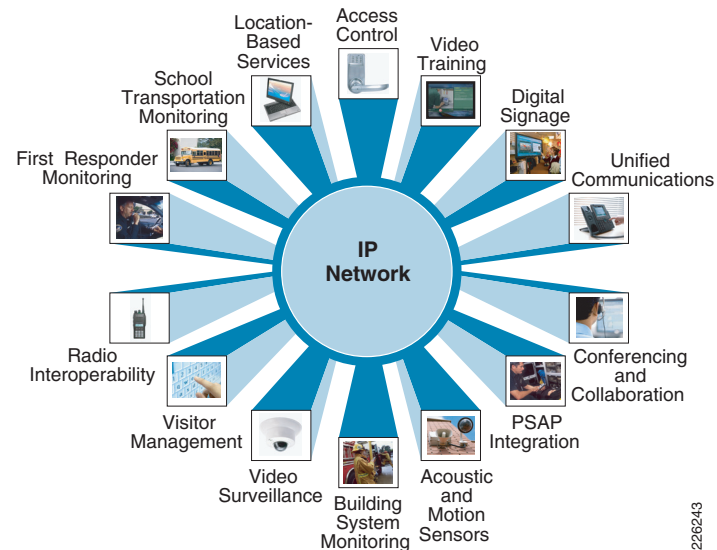 Location-
Based
Services
Access
Control
Video
Training
School
Transportation
Monitoring
Digital
Signage
First Responder
Monitoring
Unified
Communications
IP
Network
Radio
Interoperability
Conferencing
and
Collaboration
Visitor
Management
PSAP
Integration
Video
Surveillance
Building
System
Monitoring
Acoustic
and
Motion
Sensors
226243